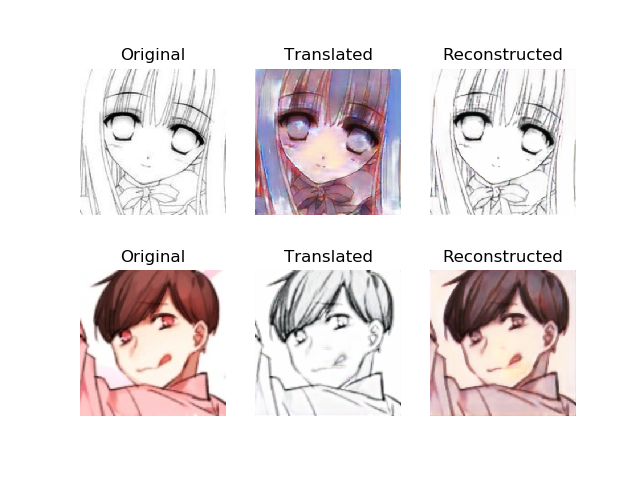 Original
Translated
Reconstructed
Original
Translated
Reconstructed